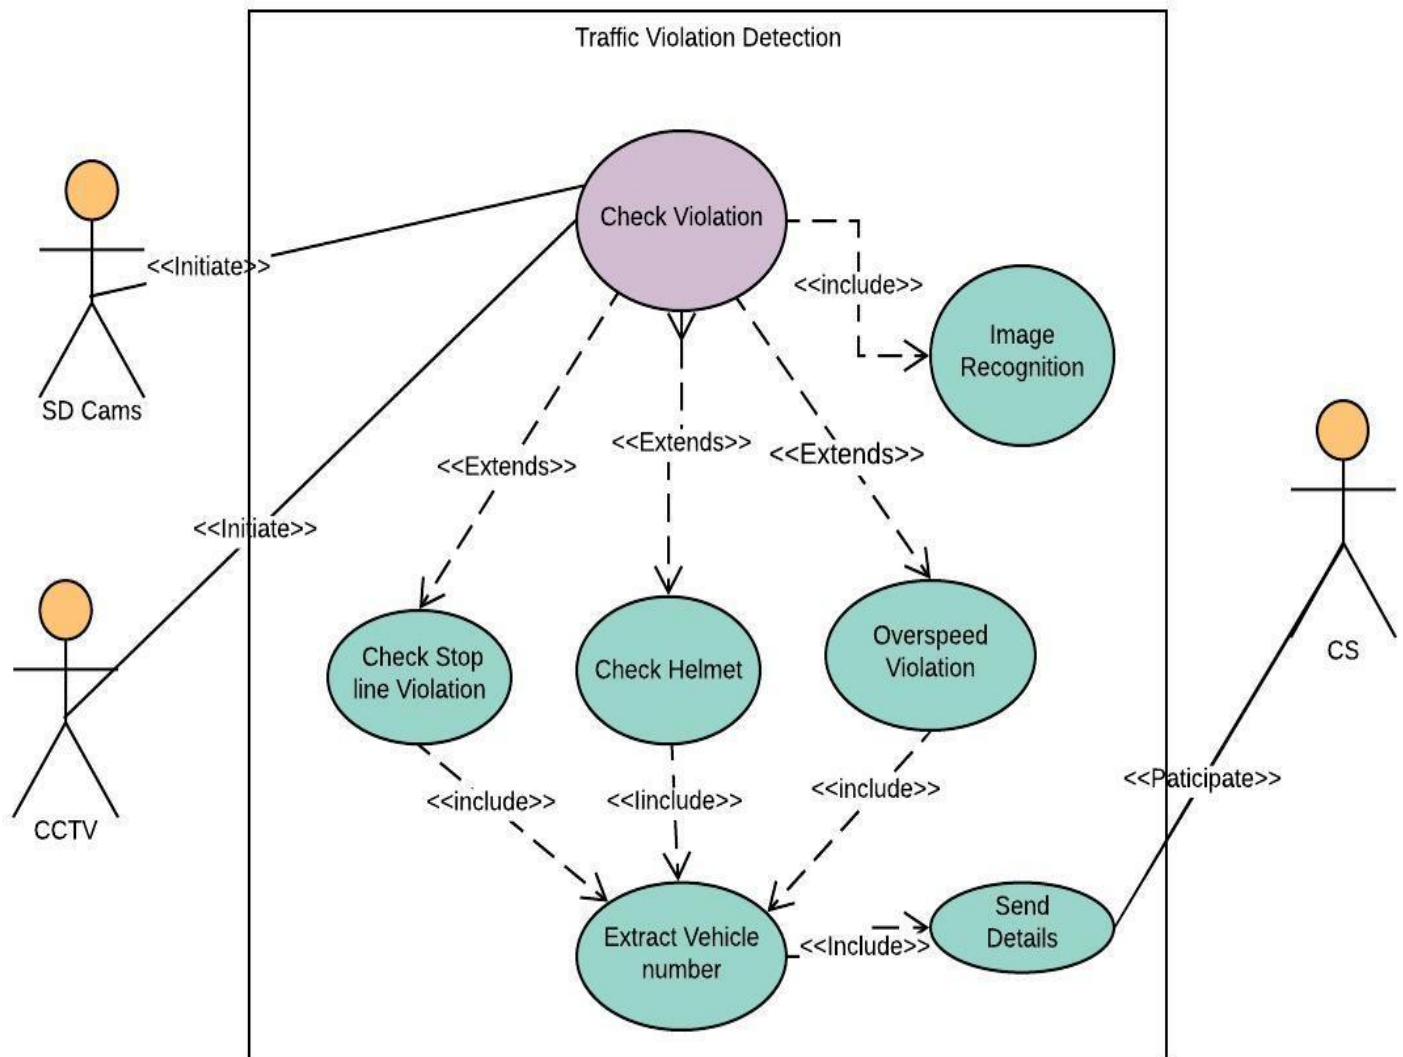 Traffic Violation Detection
Check Violation
<<Initiate>>
<<include>>
Image
Recognition
SD Cams
<<Extends>>
<<Extends>>
<<Extends>>
<<Initiate>>
Check Stop
line Violation
Check Helmet
Overspeed
Violation
CS
<<Paticipate>>
<<include>>
<<Iinclude>>
<<include>>
CCTV
Extract Vehicle
number
<<Include>>
Send
Details